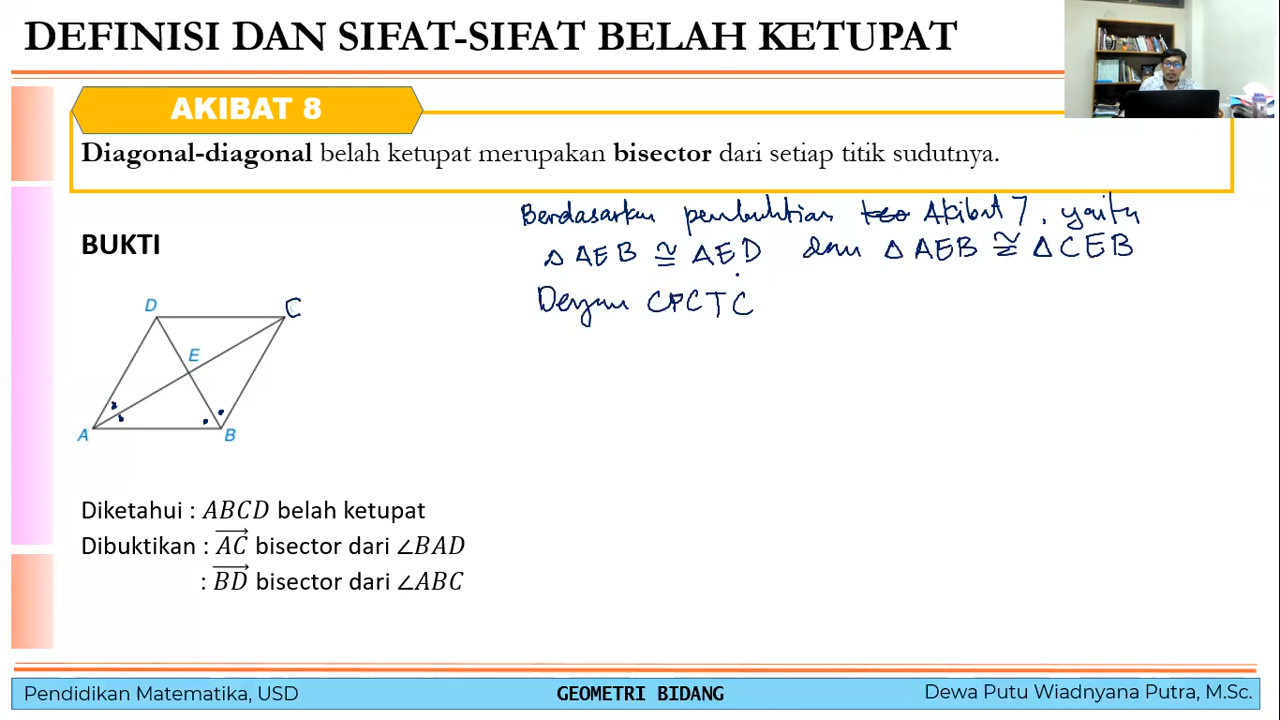 DEFINISI DAN SIFAT-SIFAT BELAH KETUPAT
AKIBAT 8
Diagonal-diagonal belah ketupat merupakan bisector dari setiap titik sudutnya.
Berdasarkan pembuktian Akibat 7, yaitu
△ AEB ≅ AED dan △ AEB ≅ △ CEB
Dengan CPCTC
BUKTI
D
C
E
A
B
Diketahui : ABCD belah ketupat
Dibuktikan : \overrightarrow{AC} bisector dari ∠BAD
: \overrightarrow{BD} bisector dari ∠ABC
Pendidikan Matematika, USD
GEOMETRI BIDANG
Dewa Putu Wiadnyana Putra, M.Sc.